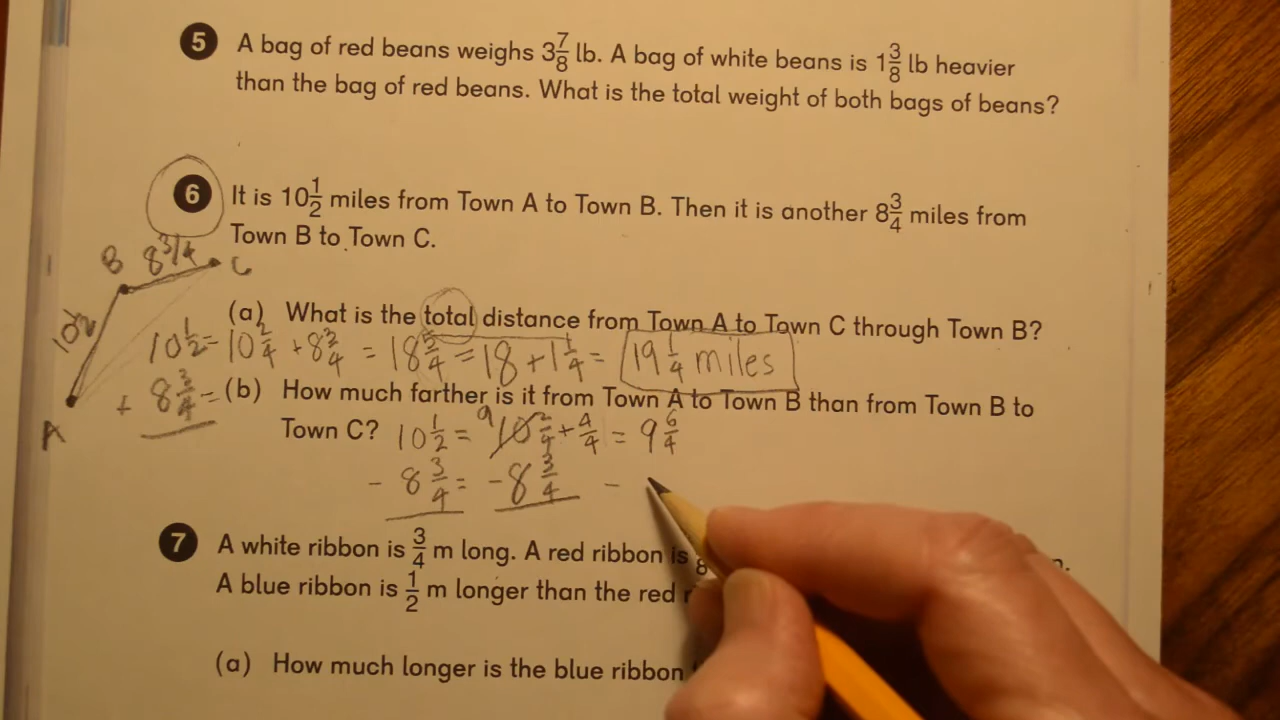 5 A bag of red beans weighs 3 7/8 lb. A bag of white beans is 1 3/8 lb heavier
than the bag of red beans. What is the total weight of both bags of beans?
6 It is 10 1/2 miles from Town A to Town B. Then it is another 8 3/4 miles from
Town B to Town C.
B 8 3/4 C
10 1/2
A
(a) What is the total distance from Town A to Town C through Town B?
10 1/2 = 10 2/4 + 8 3/4 = 18 5/4 = 18 + 1 1/4 = 19 1/4 miles
+ 8 3/4 =
(b) How much farther is it from Town A to Town B than from Town B to
Town C?
10 1/2 = 9 10 2/4 + 4/4 = 9 6/4
- 8 3/4 = - 8 3/4 -
7 A white ribbon is 3/4 m long. A red ribbon is
A blue ribbon is 1/2 m longer than the red
(a) How much longer is the blue ribbon